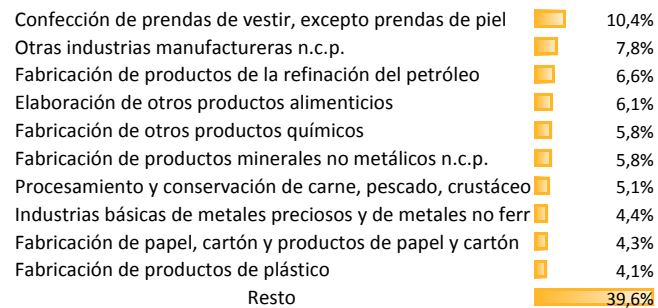 Confección de prendas de vestir, excepto prendas de piel 10,4%
Otras industrias manufactureras n.c.p. 7,8%
Fabricación de productos de la refinación del petróleo 6,6%
Elaboración de otros productos alimenticios 6,1%
Fabricación de otros productos químicos 5,8%
Fabricación de productos minerales no metálicos n.c.p. 5,8%
Procesamiento y conservación de carne, pescado, crustáceo 5,1%
Industrias básicas de metales preciosos y de metales no ferr 4,4%
Fabricación de papel, cartón y productos de papel y cartón 4,3%
Fabricación de productos de plástico 4,1%
Resto 39,6%